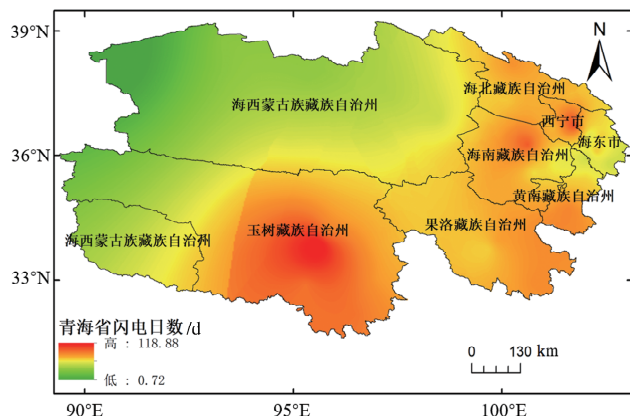 39°N
N
海北藏族自治州
海西蒙古族藏族自治州
西宁市
海东市
36°N
海南藏族自治州
黄南藏族自治州
玉树藏族自治州
果洛藏族自治州
海西蒙古族藏族自治州
33°N
青海省闪电日数/d
高 : 118.88
低 : 0.72
0 130 km
90°E 95°E 100°E